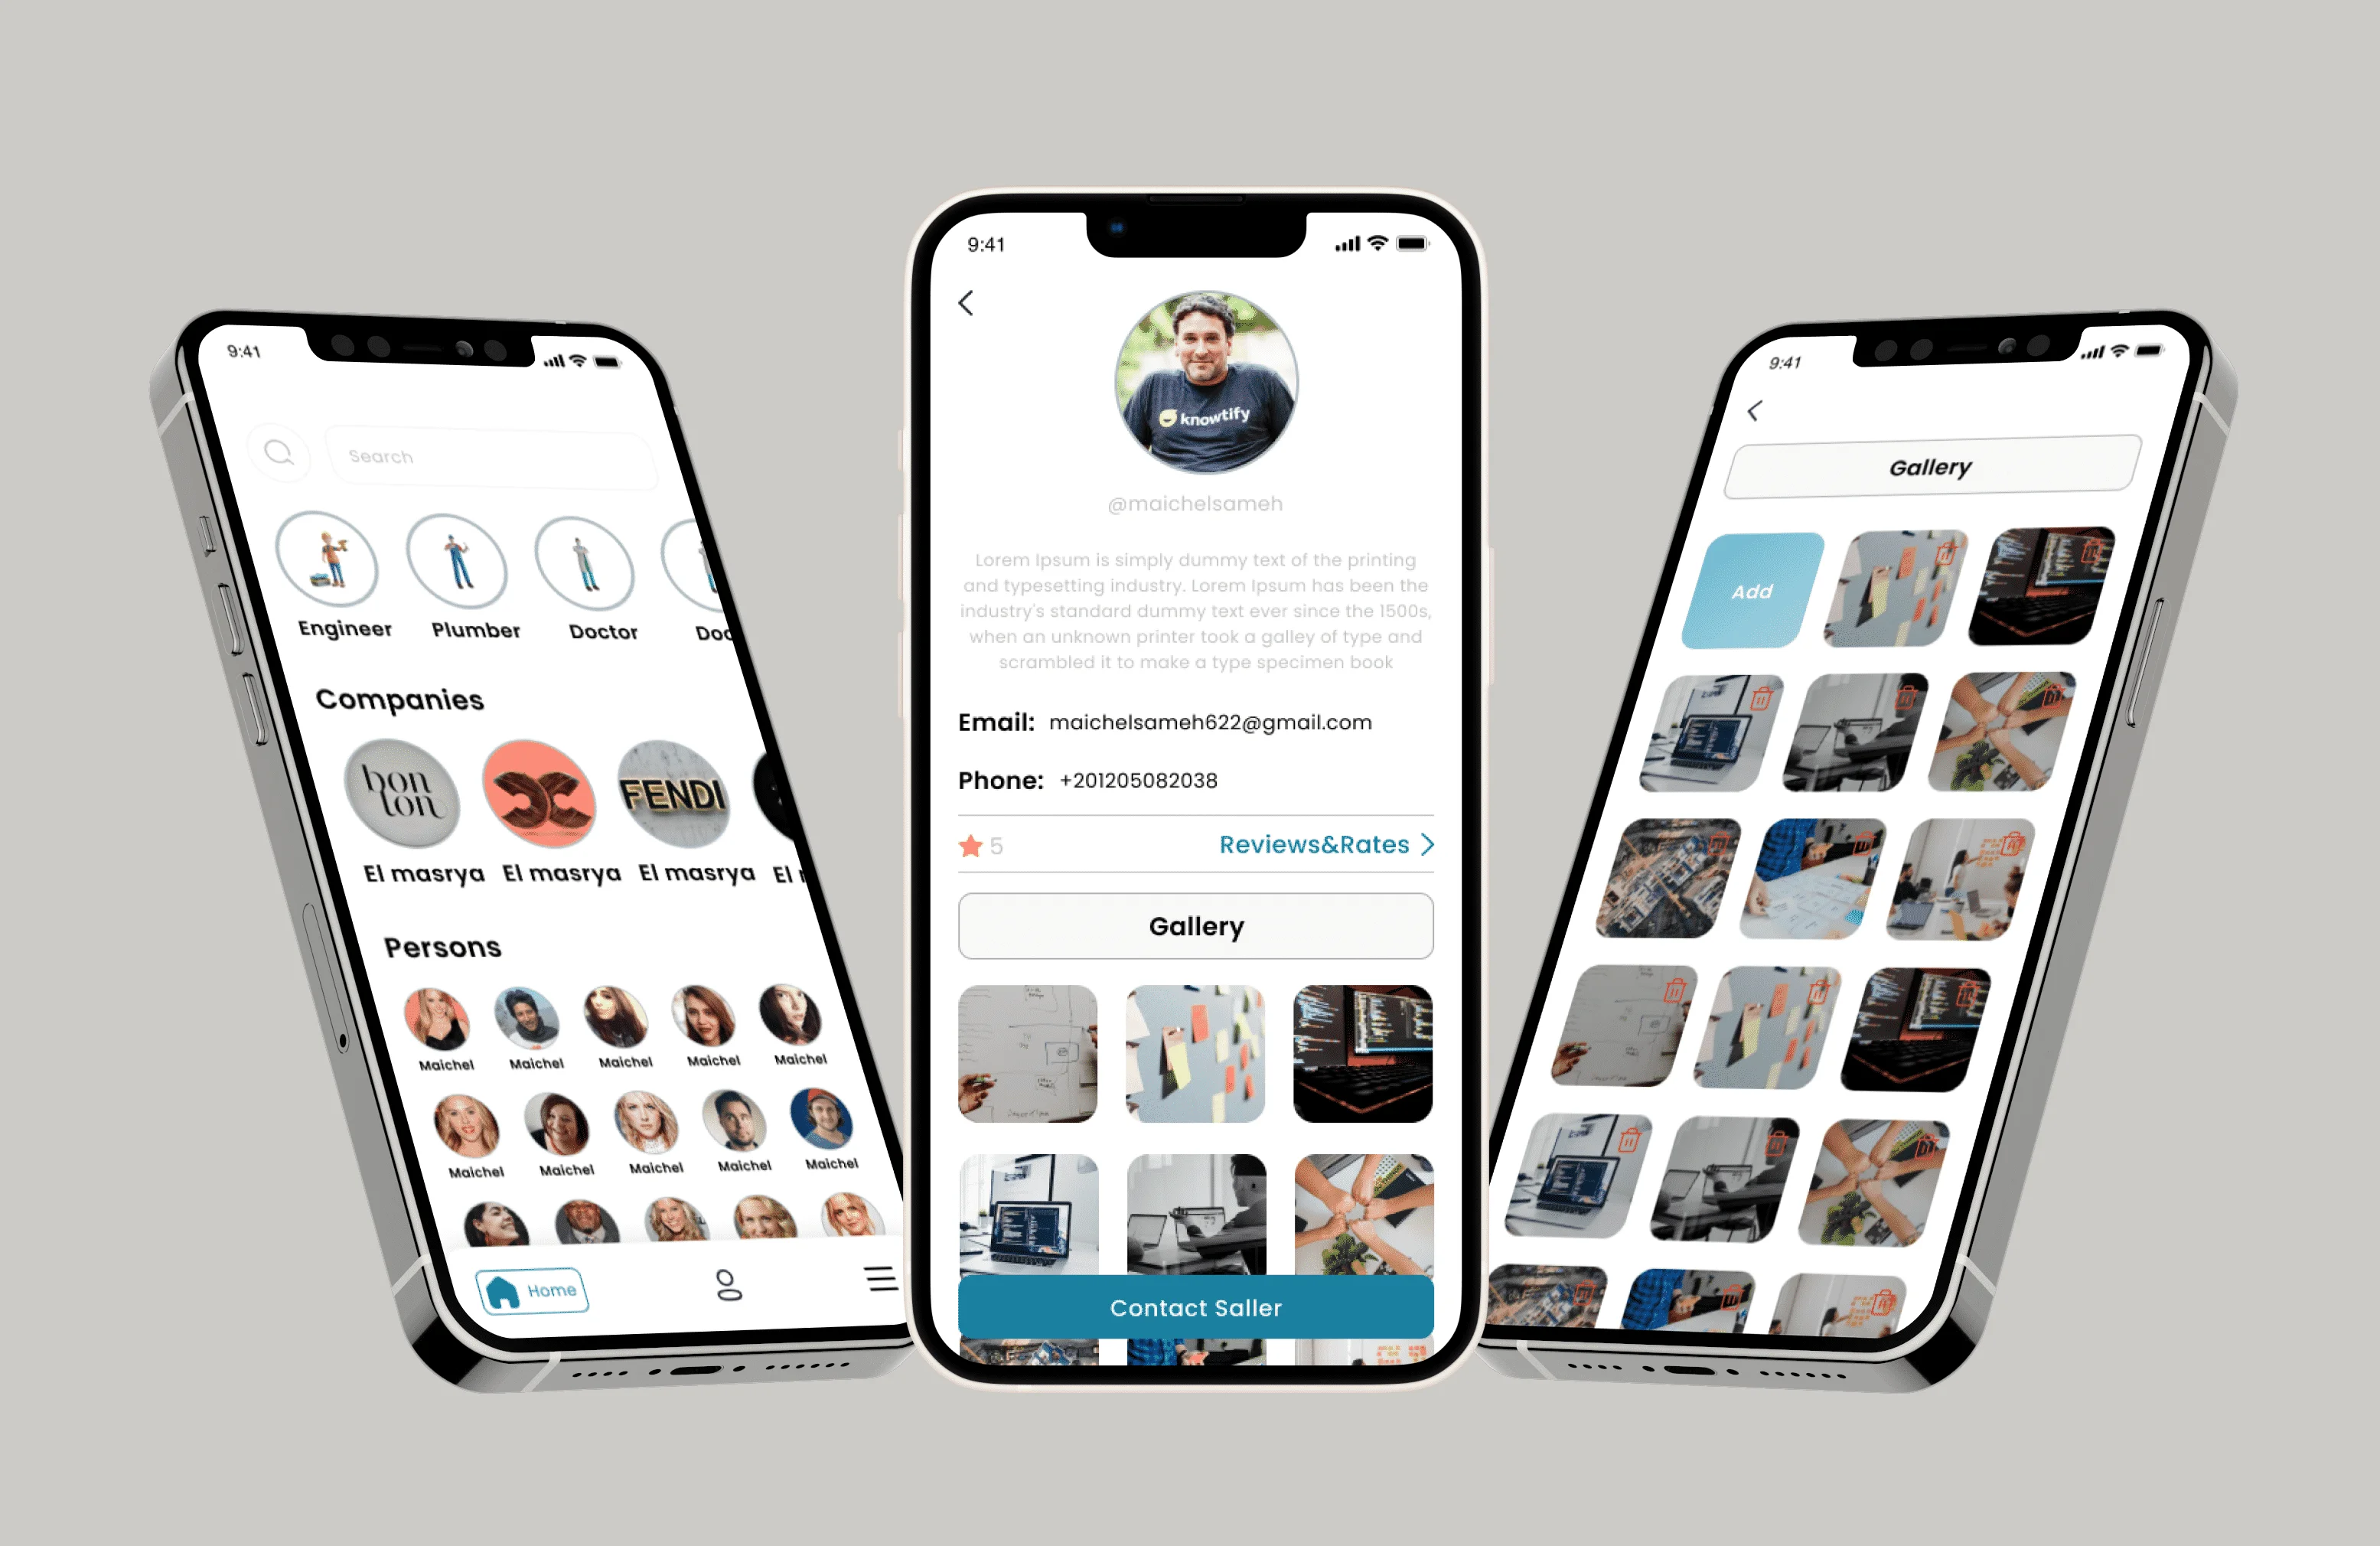 9:41
Search
Engineer Plumber Doctor Doc
Companies
bon ton
FENDI
El masrya El masrya El masrya El
Persons
Maichel Maichel Maichel Maichel Maichel
Maichel Maichel Maichel Maichel Maichel
Home
9:41
knowtify
@maichelsameh
Lorem Ipsum is simply dummy text of the printing
and typesetting industry. Lorem Ipsum has been the
industry's standard dummy text ever since the 1500s,
when an unknown printer took a galley of type and
scrambled it to make a type specimen book
Email: maichelsameh622@gmail.com
Phone: +201205082038
5
Reviews&Rates
Gallery
Contact Saller
9:41
Gallery
Add